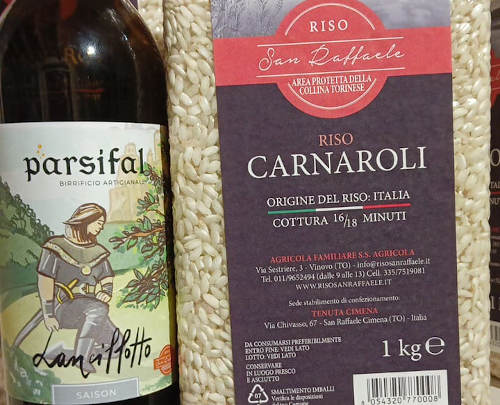 parsifal
BIRRIFICIO ARTIGIANALE
Lancillotto
SAISON
RISO
San Raffaele
AREA PROTETTA DELLA
COLLINA TORINESE
RISO
CARNAROLI
ORIGINE DEL RISO: ITALIA
COTTURA 16/18 MINUTI
AGRICOLA FAMILIARE S.S. AGRICOLA
Via Sestriere, 3 - Vinovo (TO) - info@risosanraffaele.it
Tel. 011/9652494 (dalle 9 alle 13) Cell. 335/7519081
WWW.RISOSANRAFFAELE.IT
Sede stabilimento di confezionamento:
TENUTA CIMENA
Via Chivasso, 67 - San Raffaele Cimena (TO) - Italia
DA CONSUMARSI PREFERIBILMENTE
ENTRO FINE: VEDI LATO
LOTTO: VEDI LATO
CONSERVARE
IN LUOGO FRESCO
E ASCIUTTO
1 kg e
07
SMALTIMENTO IMBALLI
Verifica le disposizioni
8 054320 770008